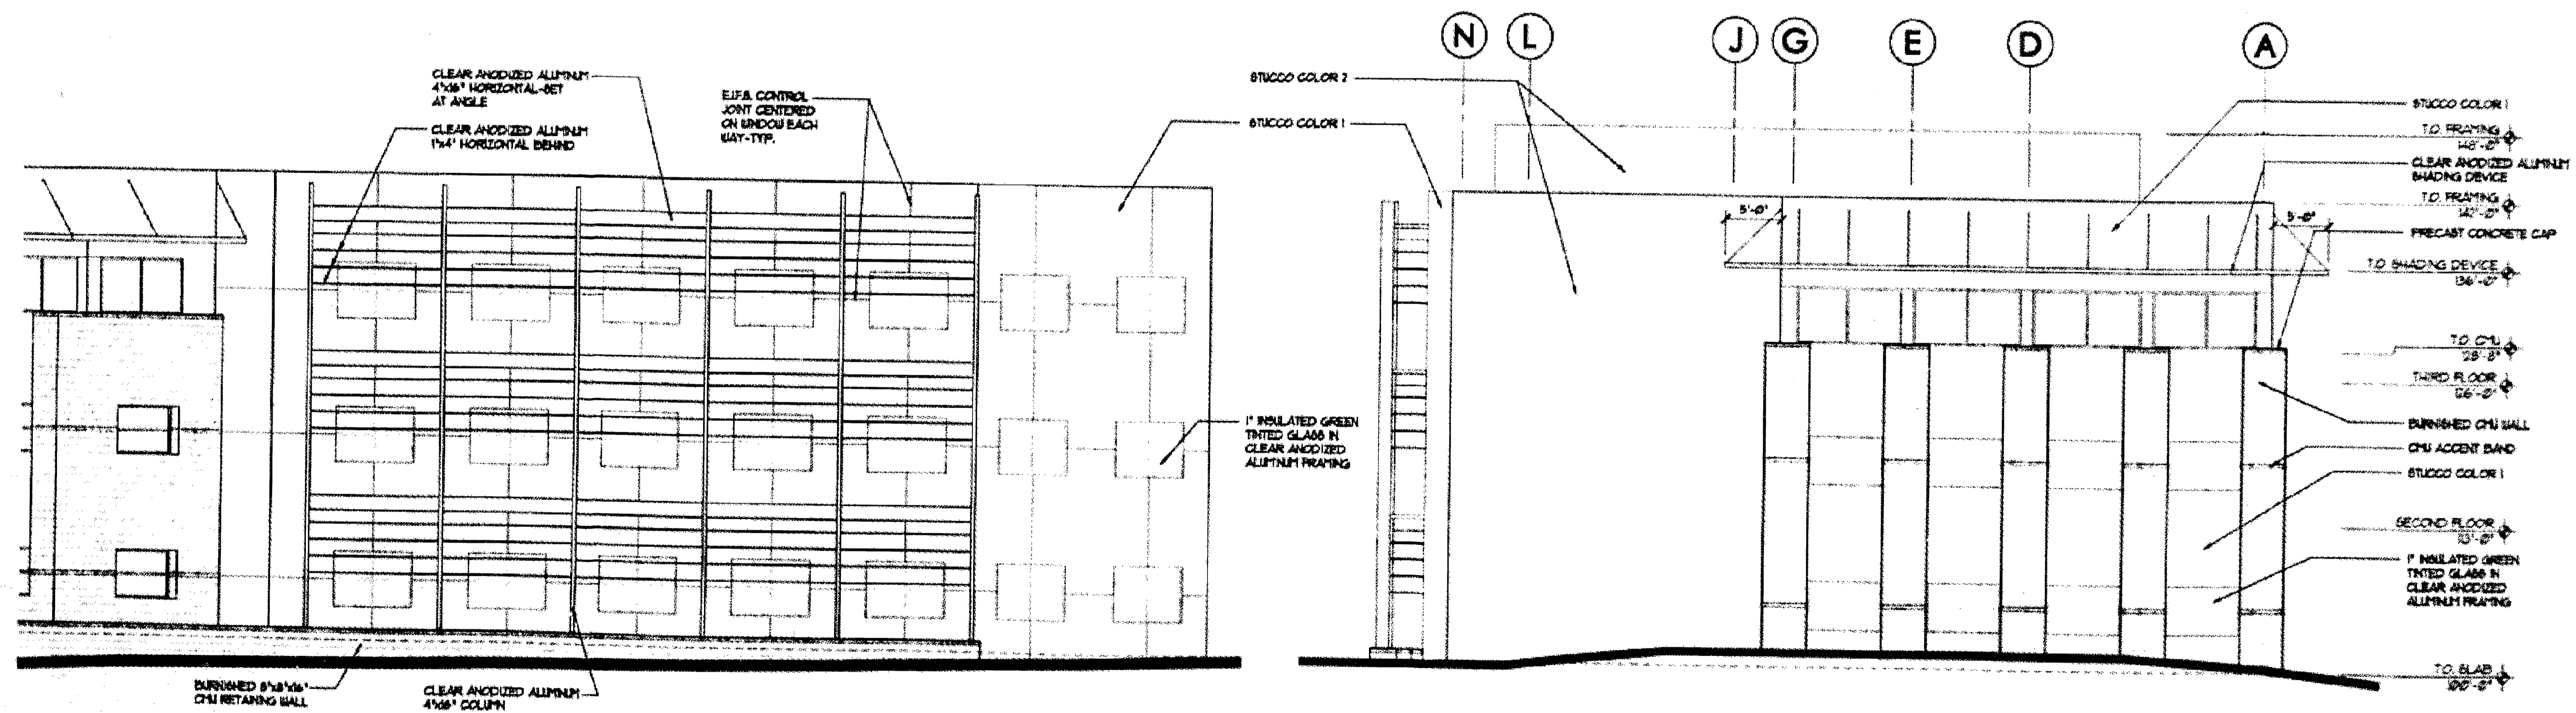 N L J G E D A
CLEAR ANODIZED ALUMINUM
4"x16" HORIZONTAL-SET
AT ANGLE
CLEAR ANODIZED ALUMINUM
1"x4" HORIZONTAL BEHIND
E.I.F.S. CONTROL
JOINT CENTERED
ON WINDOW EACH
WAY-TYP.
STUCCO COLOR 2
STUCCO COLOR 1
1" INSULATED GREEN
TINTED GLASS IN
CLEAR ANODIZED
ALUMINUM FRAMING
BURNISHED 8"x8"x16"
CMU RETAINING WALL
CLEAR ANODIZED ALUMINUM
4"x16" COLUMN
5'-0"
5'-0"
STUCCO COLOR 1
T.O. FRAMING
148'-0"
CLEAR ANODIZED ALUMINUM
SHADING DEVICE
T.O. FRAMING
142'-0"
PRECAST CONCRETE CAP
T.O. SHADING DEVICE
136'-0"
T.O. CMU
THIRD FLOOR
126'-0"
BURNISHED CMU WALL
CMU ACCENT BAND
STUCCO COLOR 1
SECOND FLOOR
113'-0"
1" INSULATED GREEN
TINTED GLASS IN
CLEAR ANODIZED
ALUMINUM FRAMING
T.O. SLAB
100'-0"